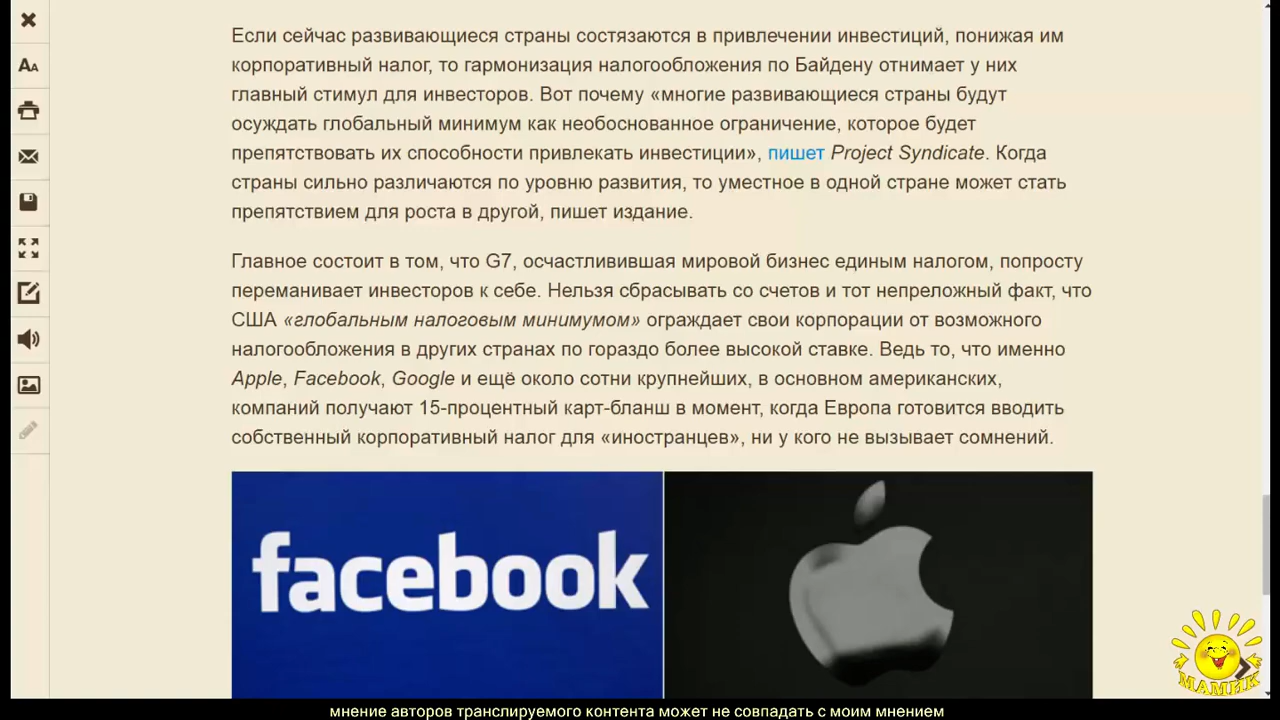 Если сейчас развивающиеся страны состязаются в привлечении инвестиций, понижая им
корпоративный налог, то гармонизация налогообложения по Байдену отнимает у них
главный стимул для инвесторов. Вот почему «многие развивающиеся страны будут
осуждать глобальный минимум как необоснованное ограничение, которое будет
препятствовать их способности привлекать инвестиции», пишет Project Syndicate. Когда
страны сильно различаются по уровню развития, то уместное в одной стране может стать
препятствием для роста в другой, пишет издание.
Главное состоит в том, что G7, осчастливившая мировой бизнес единым налогом, попросту
переманивает инвесторов к себе. Нельзя сбрасывать со счетов и тот непреложный факт, что
США «глобальным налоговым минимумом» ограждает свои корпорации от возможного
налогообложения в других странах по гораздо более высокой ставке. Ведь то, что именно
Apple, Facebook, Google и ещё около сотни крупнейших, в основном американских,
компаний получают 15-процентный карт-бланш в момент, когда Европа готовится вводить
собственный корпоративный налог для «иностранцев», ни у кого не вызывает сомнений.
facebook
МАМИК
мнение авторов транслируемого контента может не совпадать с моим мнением
AA